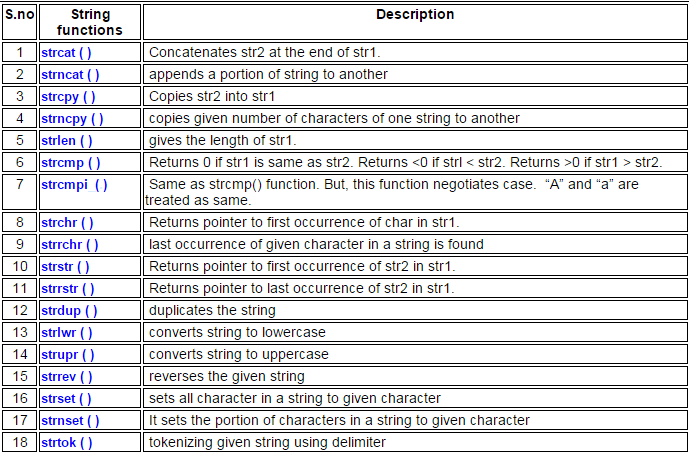 S.no String functions Description
1 strcat ( ) Concatenates str2 at the end of str1.
2 strncat ( ) appends a portion of string to another
3 strcpy ( ) Copies str2 into str1
4 strncpy ( ) copies given number of characters of one string to another
5 strlen ( ) gives the length of str1.
6 strcmp ( ) Returns 0 if str1 is same as str2. Returns <0 if strl < str2. Returns >0 if str1 > str2.
7 strcmpi ( ) Same as strcmp() function. But, this function negotiates case. “A” and “a” are
treated as same.
8 strchr ( ) Returns pointer to first occurrence of char in str1.
9 strrchr ( ) last occurrence of given character in a string is found
10 strstr ( ) Returns pointer to first occurrence of str2 in str1.
11 strrstr ( ) Returns pointer to last occurrence of str2 in str1.
12 strdup ( ) duplicates the string
13 strlwr ( ) converts string to lowercase
14 strupr ( ) converts string to uppercase
15 strrev ( ) reverses the given string
16 strset ( ) sets all character in a string to given character
17 strnset ( ) It sets the portion of characters in a string to given character
18 strtok ( ) tokenizing given string using delimiter